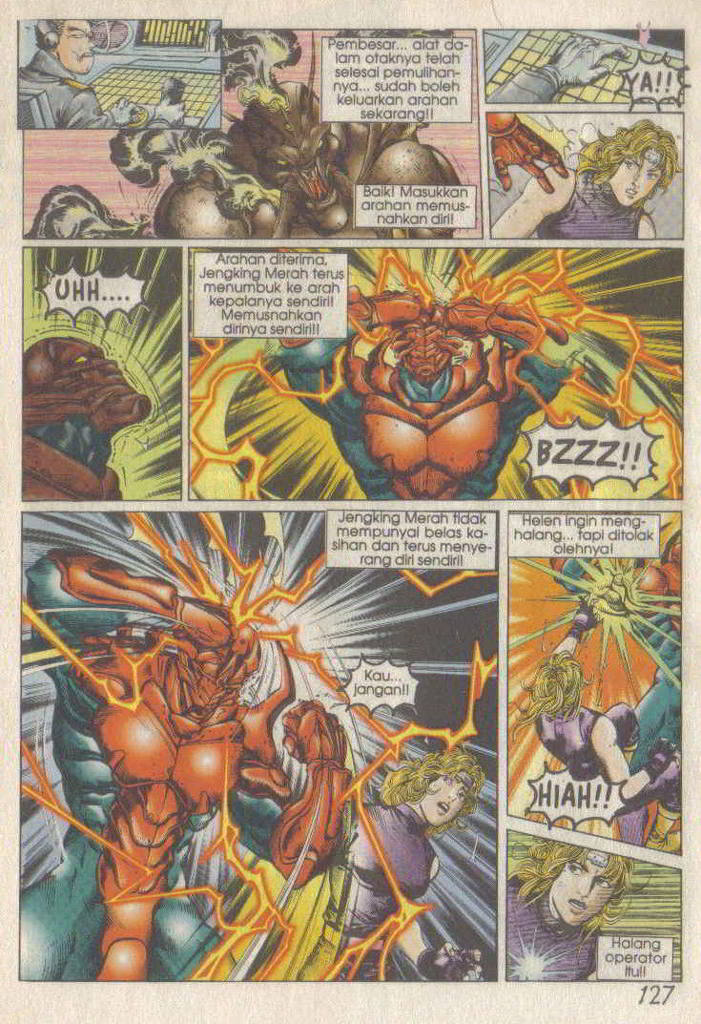 Pembesar... alat da-
lam otaknya telah
selesai pemulihan-
nya... sudah boleh
keluarkan arahan
sekarang!!
YA!!
Baik! Masukkan
arahan memus-
nahkan diri!
UHH....
Arahan diterima,
Jengking Merah terus
menumbuk ke arah
kepalanya sendiri!
Memusnahkan
dirinya sendiri!!
BZZZ!!
Jengking Merah tidak
mempunyai belas ka-
sihan dan terus menye-
rang diri sendiri!
Kau...
jangan!!
Helen ingin meng-
halang... tapi ditolak
olehnya!
HIAH!!
Halang
operator
itu!!
127